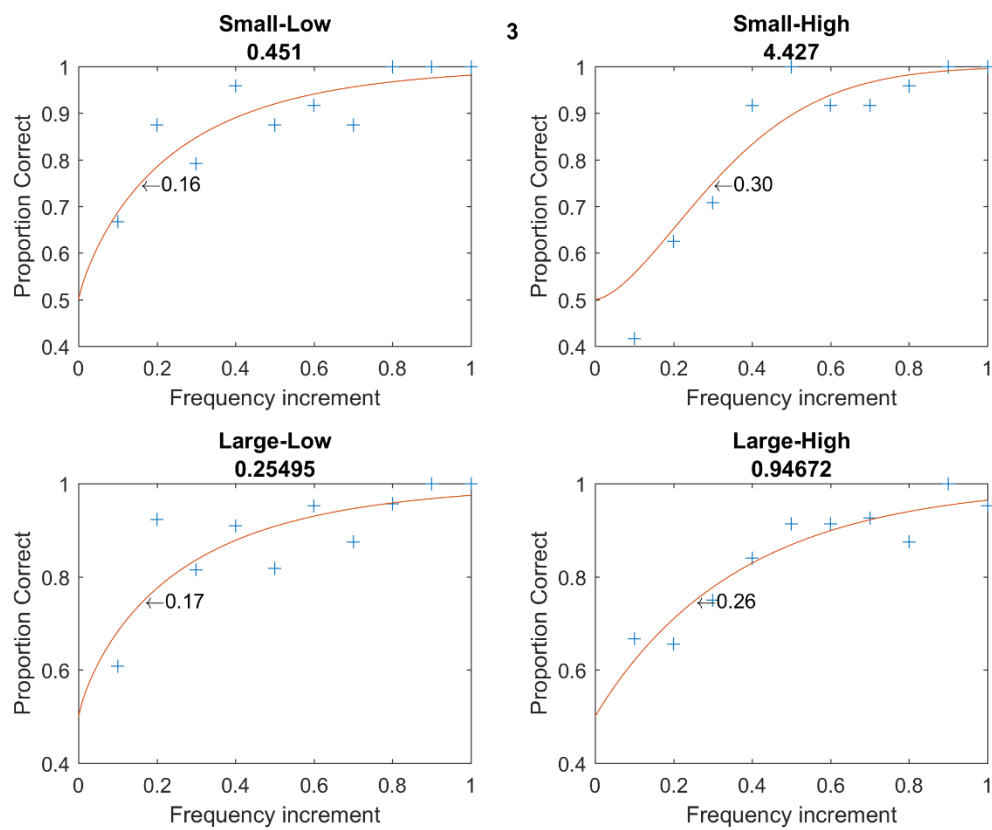 Small-Low
0.451
1
0.9
0.8
0.7
0.6
0.5
0.4
Proportion Correct
←0.16
0 0.2 0.4 0.6 0.8 1
Frequency increment
3
Small-High
4.427
1
0.9
0.8
0.7
0.6
0.5
0.4
Proportion Correct
←0.30
0 0.2 0.4 0.6 0.8 1
Frequency increment
Large-Low
0.25495
1
0.8
0.6
0.4
Proportion Correct
←0.17
0 0.2 0.4 0.6 0.8 1
Frequency increment
Large-High
0.94672
1
0.8
0.6
0.4
Proportion Correct
←0.26
0 0.2 0.4 0.6 0.8 1
Frequency increment